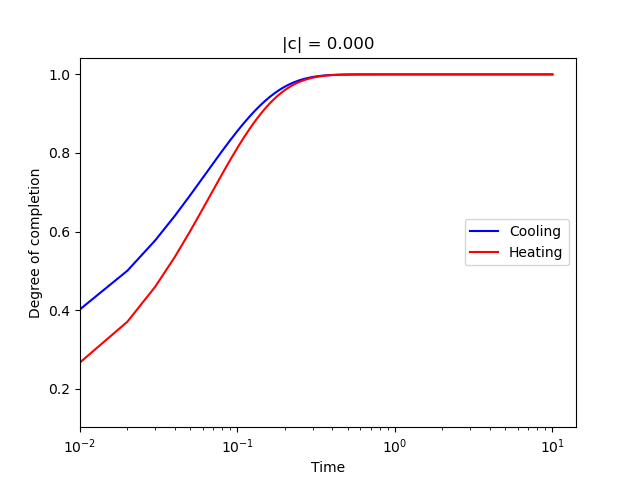 |c| = 0.000
Degree of completion
1.0
0.8
0.6
0.4
0.2
Cooling
Heating
10⁻² 10⁻¹ 10⁰ 10¹
Time